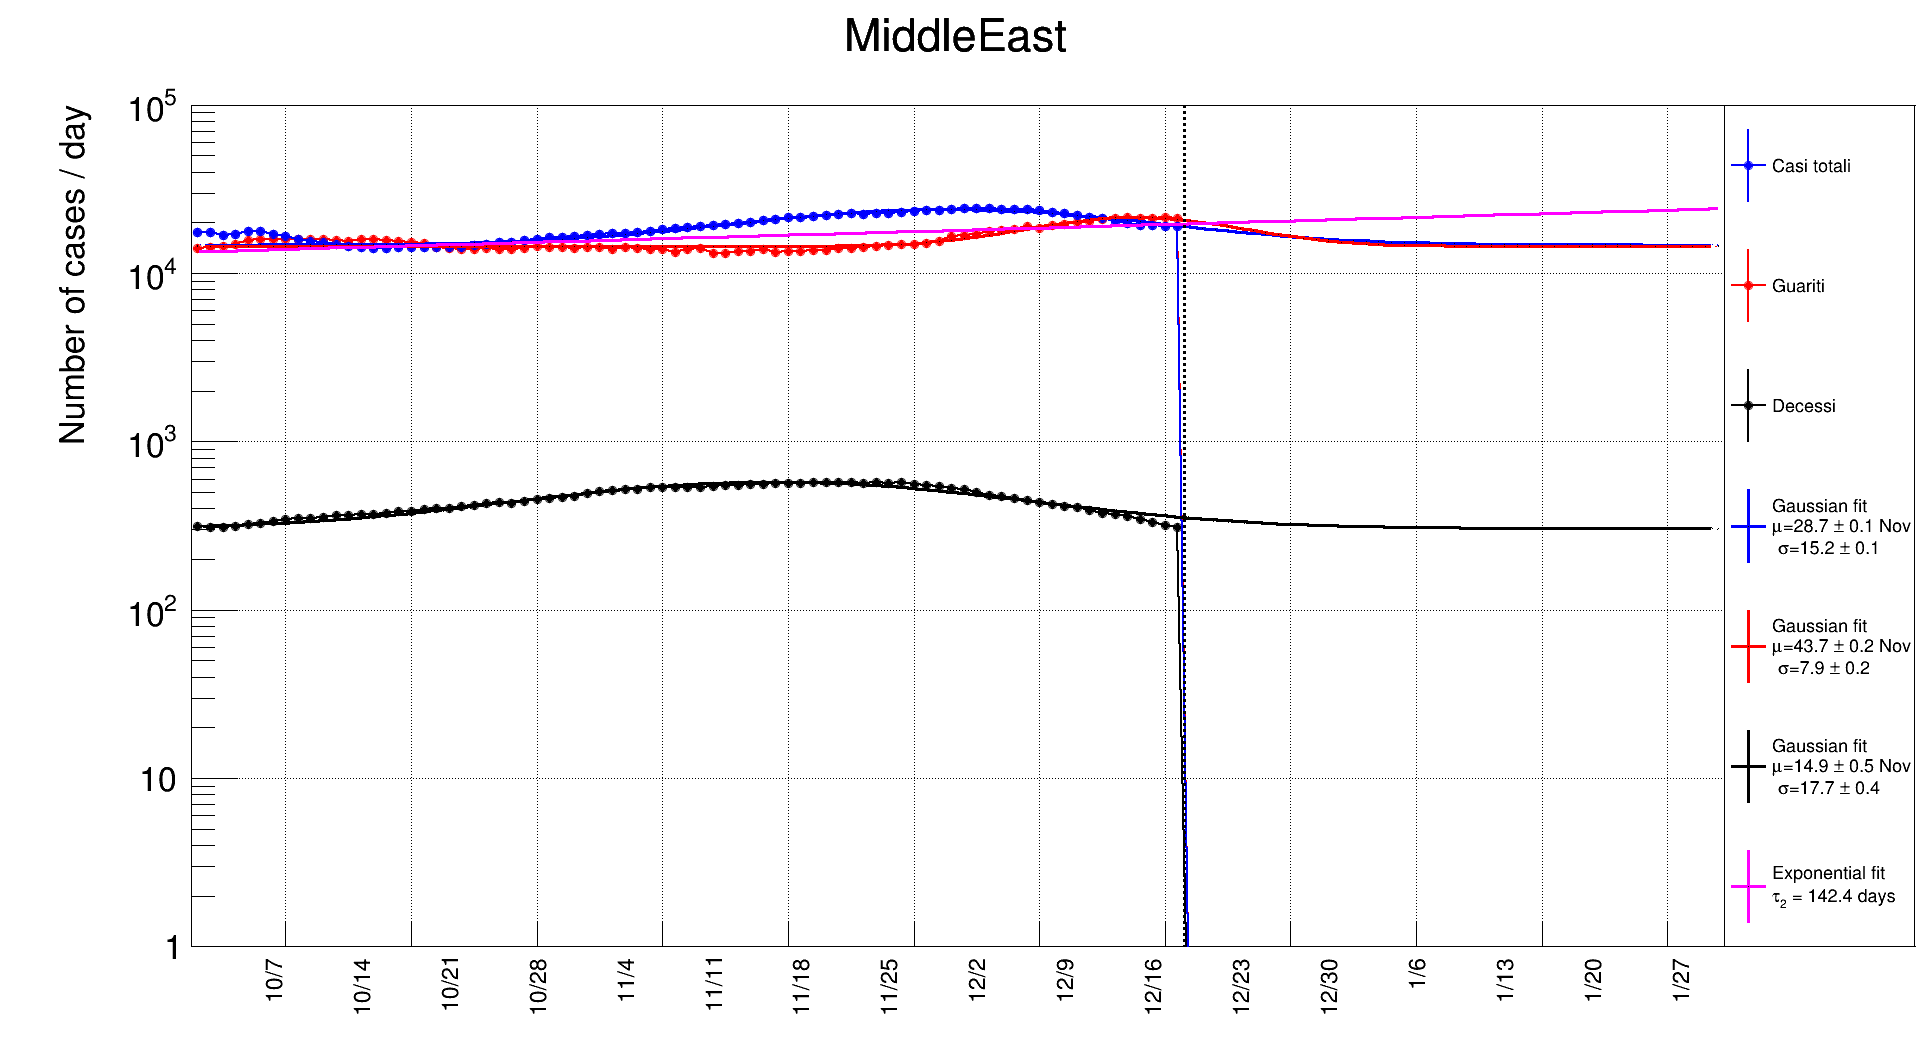 MiddleEast
Number of cases / day
10^5
10^4
10^3
10^2
10
1
10/7
10/14
10/21
10/28
11/4
11/11
11/18
11/25
12/2
12/9
12/16
12/23
12/30
1/6
1/13
1/20
1/27
Casi totali
Guariti
Decessi
Gaussian fit
μ=28.7 ± 0.1 Nov
σ=15.2 ± 0.1
Gaussian fit
μ=43.7 ± 0.2 Nov
σ=7.9 ± 0.2
Gaussian fit
μ=14.9 ± 0.5 Nov
σ=17.7 ± 0.4
Exponential fit
τ₂ = 142.4 days